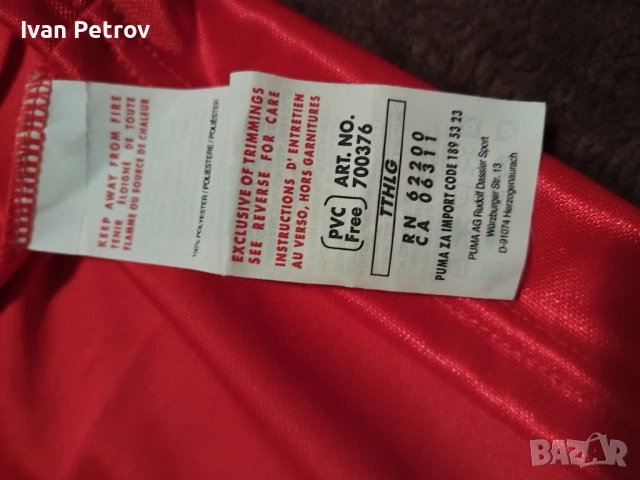 Ivan Petrov
KEEP AWAY FROM FIRE
TENIR ÉLOIGNÉ DE TOUTE
FLAMME OU SOURCE DE CHALEUR
100% POLYESTER / POLIESTERE / POLIÉSTER
EXCLUSIVE OF TRIMMINGS
SEE REVERSE FOR CARE
INSTRUCTIONS D' ENTRETIEN
AU VERSO, HORS GARNITURES
PVC Free
ART. NO.
700376
TTHLG
RN 62200
CA 06311
PUMA ZA IMPORT CODE 189 53 23
PUMA AG Rudolf Dassler Sport
Würzburger Str. 13
D-91074 Herzogenaurach
BAZAR